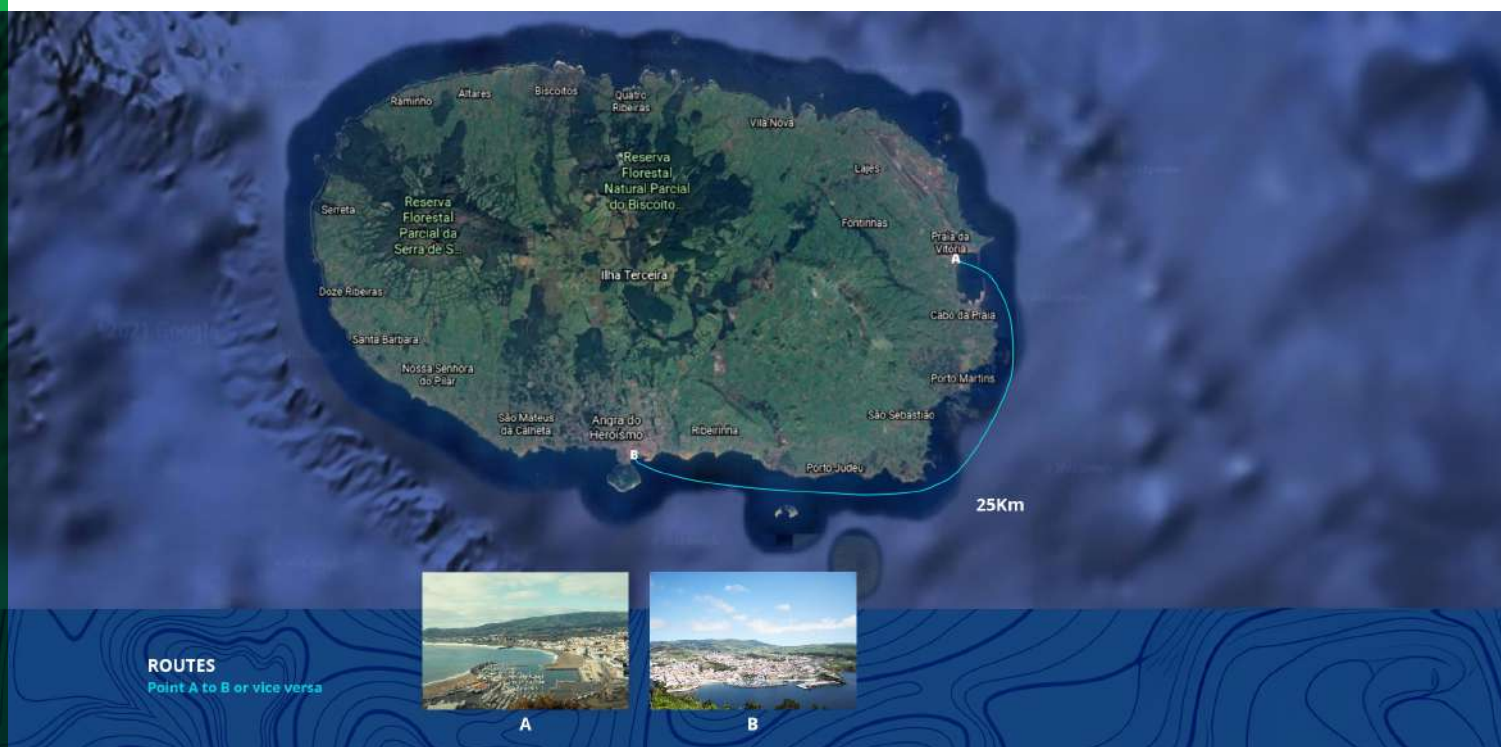 Raminho
Altares
Biscoitos
Quatro
Ribeiras
Vila Nova
Lajes
Reserva
Florestal
Natural Parcial
do Biscoito...
Reserva
Florestal
Parcial da
Serra de S...
Serreta
Fontinhas
Praia da
Vitória
A
Ilha Terceira
Doze Ribeiras
Cabo da Praia
Santa Bárbara
Nossa Senhora
do Pilar
Porto Martins
São Mateus
da Calheta
Angra do
Heroísmo
Ribeirinha
São Sebastião
B
Porto Judeu
25Km
ROUTES
Point A to B or vice versa
A
B